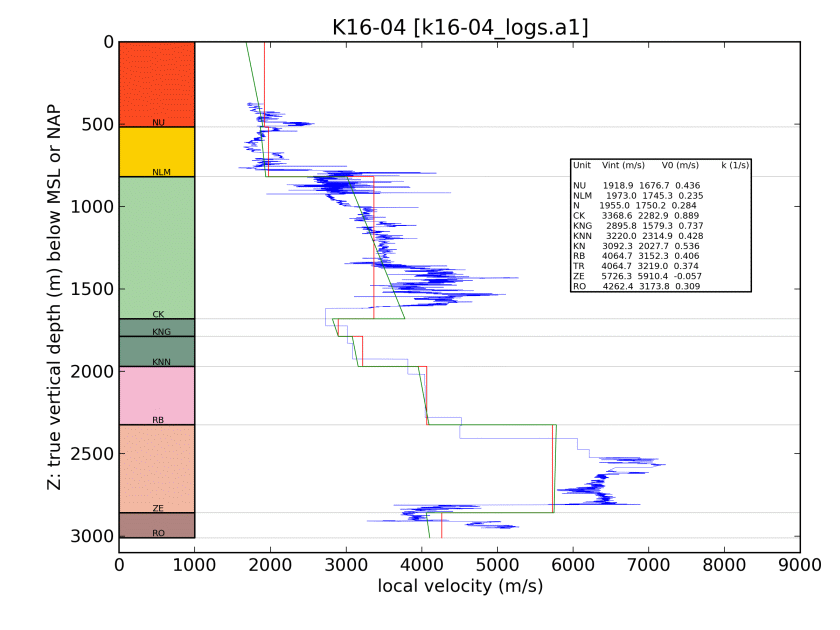 K16-04 [k16-04_logs.a1]
0
500
1000
1500
2000
2500
3000
Z: true vertical depth (m) below MSL or NAP
NU
NLM
CK
KNG
KNN
RB
ZE
RO
Unit Vint (m/s) V0 (m/s) k (1/s)
NU 1918.9 1676.7 0.436
NLM 1973.0 1745.3 0.235
N 1955.0 1750.2 0.284
CK 3368.6 2282.9 0.889
KNG 2895.8 1579.3 0.737
KNN 3220.0 2314.9 0.428
KN 3092.3 2027.7 0.536
RB 4064.7 3152.3 0.406
TR 4064.7 3219.0 0.374
ZE 5726.3 5910.4 -0.057
RO 4262.4 3173.8 0.309
0 1000 2000 3000 4000 5000 6000 7000 8000 9000
local velocity (m/s)